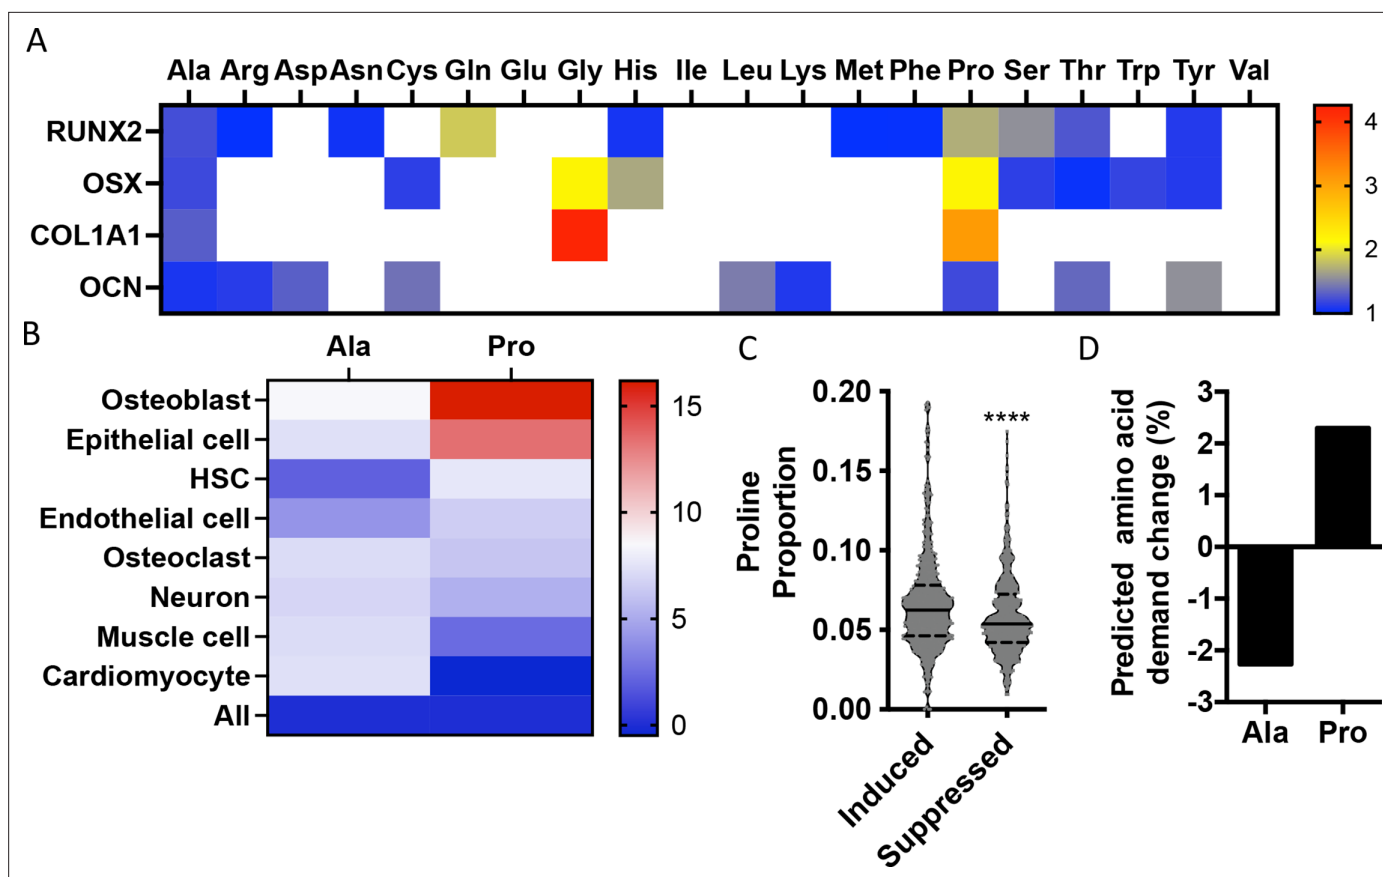 A
Ala Arg Asp Asn Cys Gln Glu Gly His Ile Leu Lys Met Phe Pro Ser Thr Trp Tyr Val
RUNX2
OSX
COL1A1
OCN
4
3
2
1
B
Ala Pro
Osteoblast
Epithelial cell
HSC
Endothelial cell
Osteoclast
Neuron
Muscle cell
Cardiomyocyte
All
15
10
5
0
C
Proline
Proportion
0.20
0.15
0.10
0.05
0.00
****
Induced
Suppressed
D
Predicted amino acid
demand change (%)
3
2
1
0
-1
-2
-3
Ala Pro